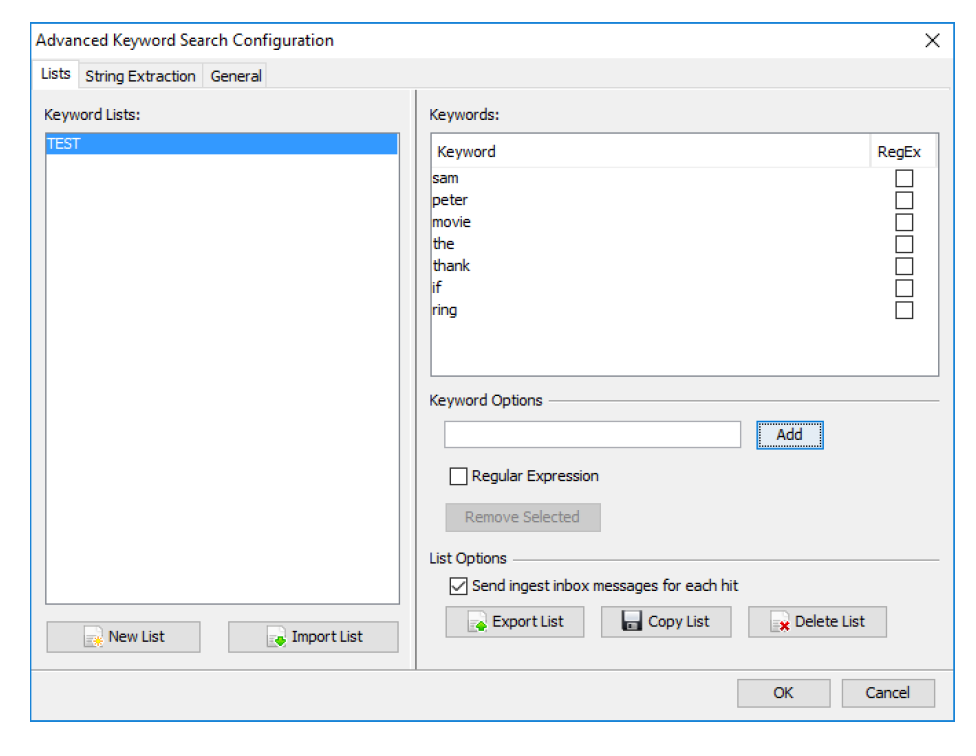 Advanced Keyword Search Configuration
Lists String Extraction General
Keyword Lists:
TEST
New List Import List
Keywords:
Keyword RegEx
sam
peter
movie
the
thank
if
ring
Keyword Options
Add
Regular Expression
Remove Selected
List Options
Send ingest inbox messages for each hit
Export List Copy List Delete List
OK Cancel